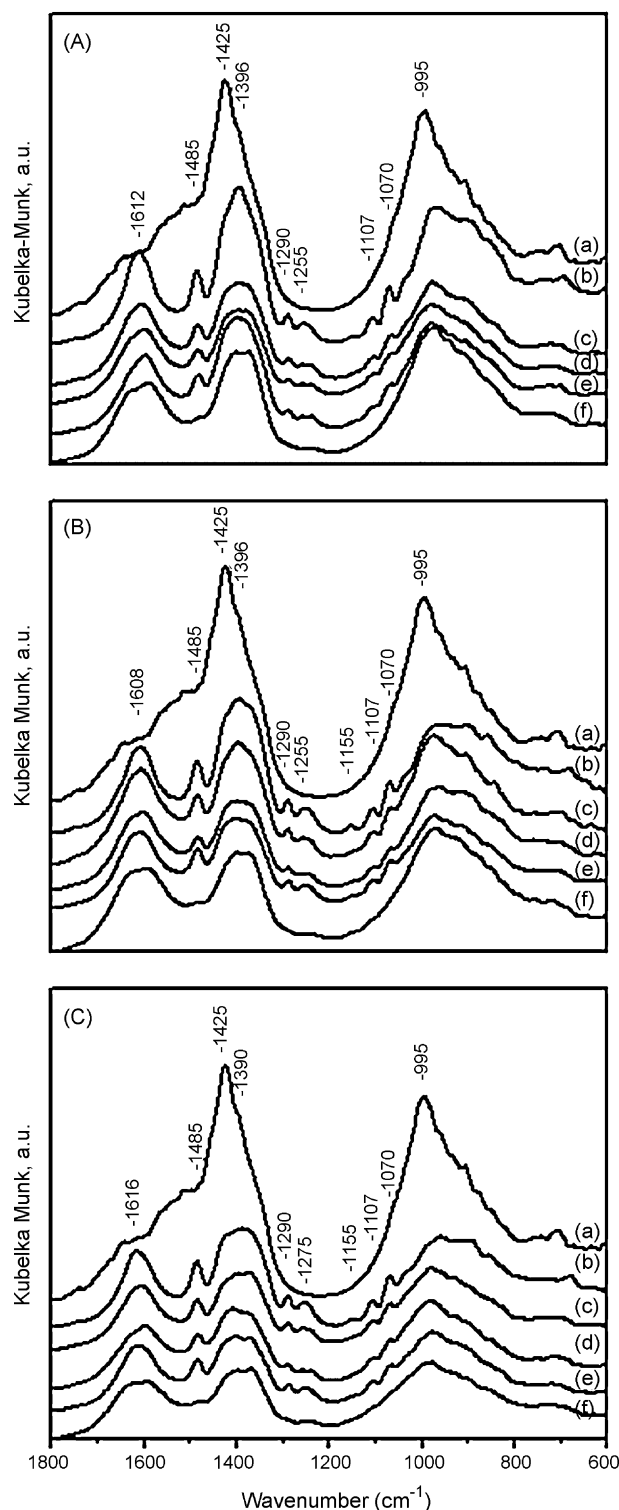 (A)
-1425
-1396
-995
-1485
-1070
-1612
-1107
-1290
-1255
Kubelka-Munk, a.u.
(a)
(b)
(c)
(d)
(e)
(f)
(B)
-1425
-1396
-995
-1485
-1070
-1608
-1107
-1290
-1255
-1155
Kubelka Munk, a.u.
(a)
(b)
(c)
(d)
(e)
(f)
(C)
-1425
-1390
-995
-1485
-1070
-1616
-1107
-1290
-1275
-1155
Kubelka Munk, a.u.
(a)
(b)
(c)
(d)
(e)
(f)
1800 1600 1400 1200 1000 800 600
Wavenumber (cm⁻¹)